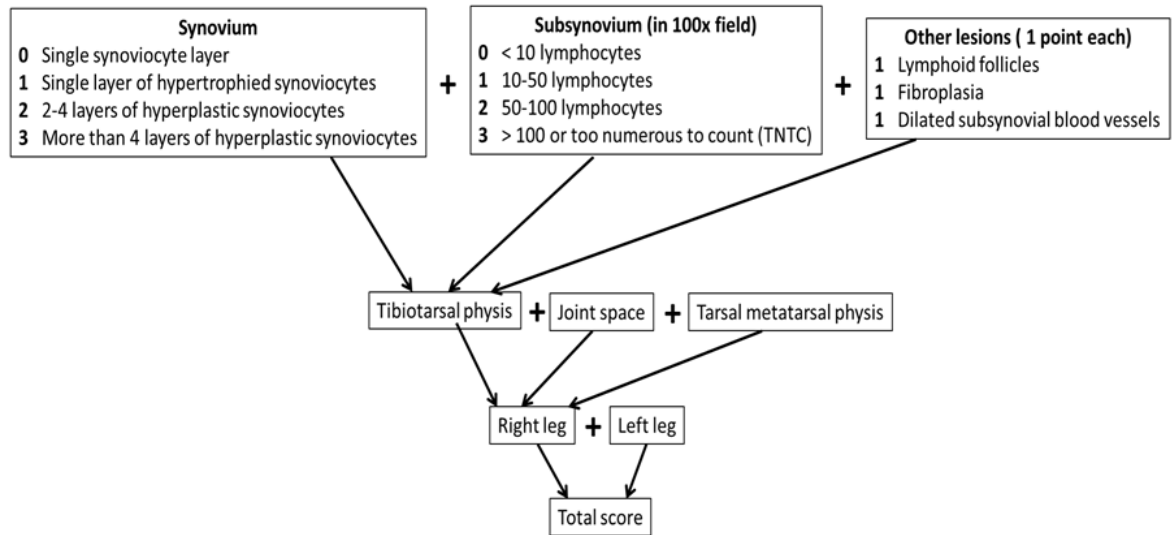 Synovium
0 Single synoviocyte layer
1 Single layer of hypertrophied synoviocytes
2 2-4 layers of hyperplastic synoviocytes
3 More than 4 layers of hyperplastic synoviocytes
+
Subsynovium (in 100x field)
0 < 10 lymphocytes
1 10-50 lymphocytes
2 50-100 lymphocytes
3 > 100 or too numerous to count (TNTC)
+
Other lesions ( 1 point each)
1 Lymphoid follicles
1 Fibroplasia
1 Dilated subsynovial blood vessels
Tibiotarsal physis + Joint space + Tarsal metatarsal physis
Right leg + Left leg
Total score